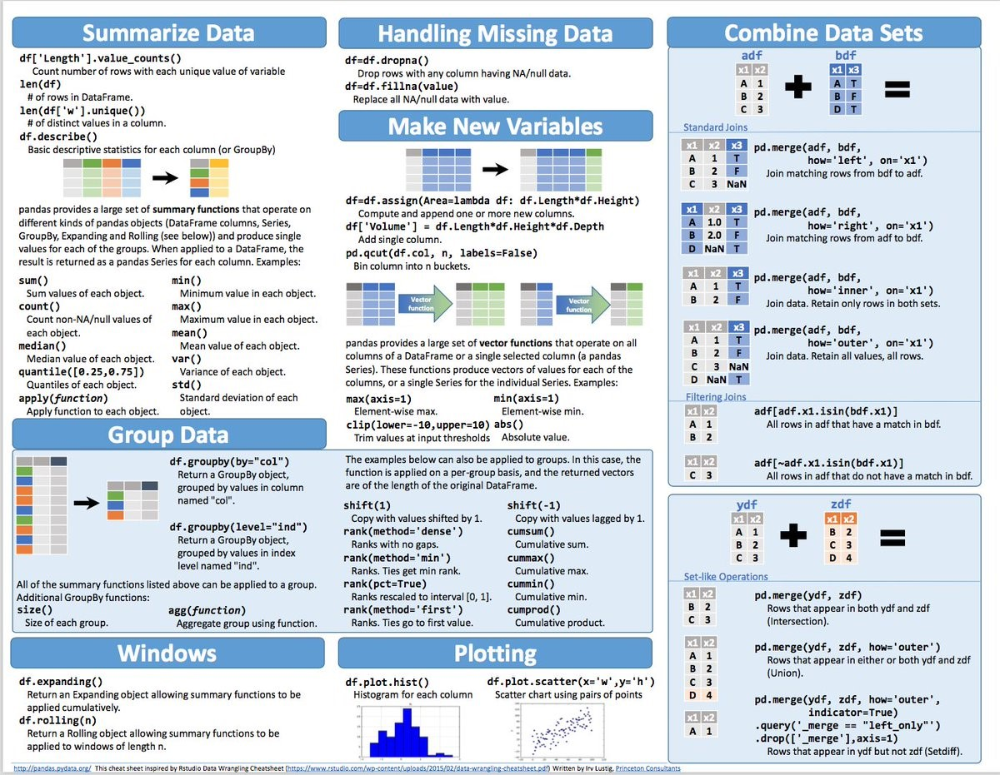 Summarize Data
df['Length'].value_counts()
Count number of rows with each unique value of variable
len(df)
# of rows in DataFrame.
len(df['w'].unique())
# of distinct values in a column.
df.describe()
Basic descriptive statistics for each column (or GroupBy)
pandas provides a large set of summary functions that operate on
different kinds of pandas objects (DataFrame columns, Series,
GroupBy, Expanding and Rolling (see below)) and produce single
values for each of the groups. When applied to a DataFrame, the
result is returned as a pandas Series for each column. Examples:
sum()
Sum values of each object.
count()
Count non-NA/null values of
each object.
median()
Median value of each object.
quantile([0.25,0.75])
Quantiles of each object.
apply(function)
Apply function to each object.
min()
Minimum value in each object.
max()
Maximum value in each object.
mean()
Mean value of each object.
var()
Variance of each object.
std()
Standard deviation of each
object.
Group Data
df.groupby(by="col")
Return a GroupBy object,
grouped by values in column
named "col".
df.groupby(level="ind")
Return a GroupBy object,
grouped by values in index
level named "ind".
All of the summary functions listed above can be applied to a group.
Additional GroupBy functions:
size()
Size of each group.
agg(function)
Aggregate group using function.
Windows
df.expanding()
Return an Expanding object allowing summary functions to be
applied cumulatively.
df.rolling(n)
Return a Rolling object allowing summary functions to be
applied to windows of length n.
Handling Missing Data
df=df.dropna()
Drop rows with any column having NA/null data.
df=df.fillna(value)
Replace all NA/null data with value.
Make New Variables
df=df.assign(Area=lambda df: df.Length*df.Height)
Compute and append one or more new columns.
df['Volume'] = df.Length*df.Height*df.Depth
Add single column.
pd.qcut(df.col, n, labels=False)
Bin column into n buckets.
Vector
function
Vector
function
pandas provides a large set of vector functions that operate on all
columns of a DataFrame or a single selected column (a pandas
Series). These functions produce vectors of values for each of the
columns, or a single Series for the individual Series. Examples:
max(axis=1)
Element-wise max.
clip(lower=-10,upper=10)
Trim values at input thresholds
min(axis=1)
Element-wise min.
abs()
Absolute value.
The examples below can also be applied to groups. In this case, the
function is applied on a per-group basis, and the returned vectors
are of the length of the original DataFrame.
shift(1)
Copy with values shifted by 1.
rank(method='dense')
Ranks with no gaps.
rank(method='min')
Ranks. Ties get min rank.
rank(pct=True)
Ranks rescaled to interval [0, 1].
rank(method='first')
Ranks. Ties go to first value.
shift(-1)
Copy with values lagged by 1.
cumsum()
Cumulative sum.
cummax()
Cumulative max.
cummin()
Cumulative min.
cumprod()
Cumulative product.
Plotting
df.plot.hist()
Histogram for each column
df.plot.scatter(x='w',y='h')
Scatter chart using pairs of points
Combine Data Sets
adf
x1 x2
A 1
B 2
C 3
bdf
x1 x3
A T
B F
D T
Standard Joins
x1 x2 x3
A 1 T
B 2 F
C 3 NaN
pd.merge(adf, bdf,
how='left', on='x1')
Join matching rows from bdf to adf.
x1 x2 x3
A 1.0 T
B 2.0 F
D NaN T
pd.merge(adf, bdf,
how='right', on='x1')
Join matching rows from adf to bdf.
x1 x2 x3
A 1 T
B 2 F
pd.merge(adf, bdf,
how='inner', on='x1')
Join data. Retain only rows in both sets.
x1 x2 x3
A 1 T
B 2 F
C 3 NaN
D NaN T
pd.merge(adf, bdf,
how='outer', on='x1')
Join data. Retain all values, all rows.
Filtering Joins
x1 x2
A 1
B 2
adf[adf.x1.isin(bdf.x1)]
All rows in adf that have a match in bdf.
x1 x2
C 3
adf[~adf.x1.isin(bdf.x1)]
All rows in adf that do not have a match in bdf.
ydf
x1 x2
A 1
B 2
C 3
zdf
x1 x2
B 2
C 3
D 4
Set-like Operations
x1 x2
B 2
C 3
pd.merge(ydf, zdf)
Rows that appear in both ydf and zdf
(Intersection).
x1 x2
A 1
B 2
C 3
D 4
pd.merge(ydf, zdf, how='outer')
Rows that appear in either or both ydf and zdf
(Union).
x1 x2
A 1
pd.merge(ydf, zdf, how='outer',
indicator=True)
.query('_merge == "left_only"')
.drop(['_merge'],axis=1)
Rows that appear in ydf but not zdf (Setdiff).
http://pandas.pydata.org/ This cheat sheet inspired by Rstudio Data Wrangling Cheatsheet (https://www.rstudio.com/wp-content/uploads/2015/02/data-wrangling-cheatsheet.pdf) Written by Irv Lustig, Princeton Consultants